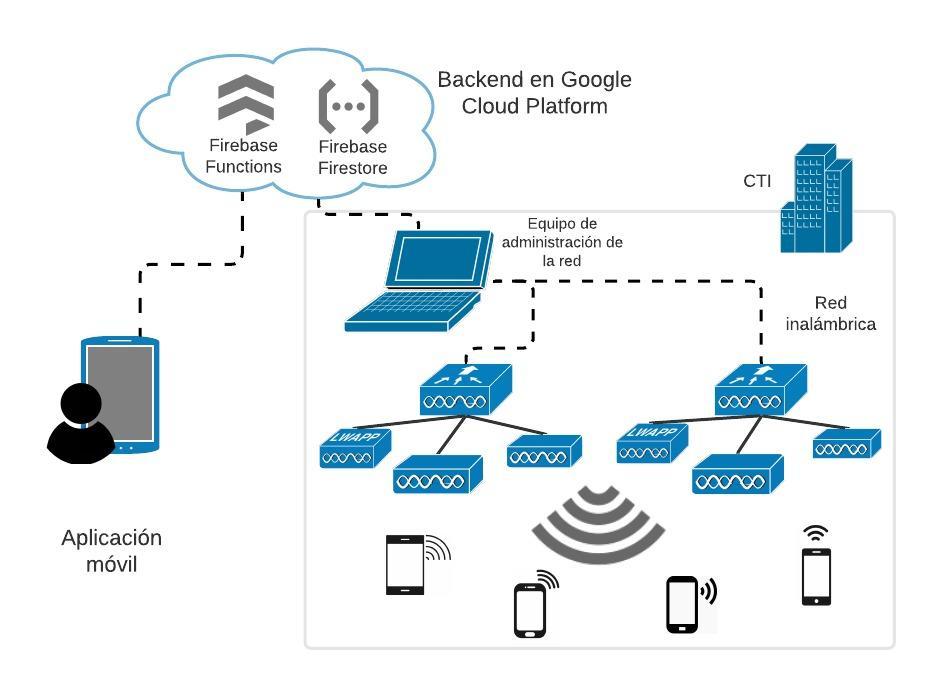 Backend en Google
Cloud Platform
Firebase
Functions
Firebase
Firestore
CTI
Equipo de
administración de
la red
Red
inalámbrica
LWAPP
LWAPP
Aplicación
móvil